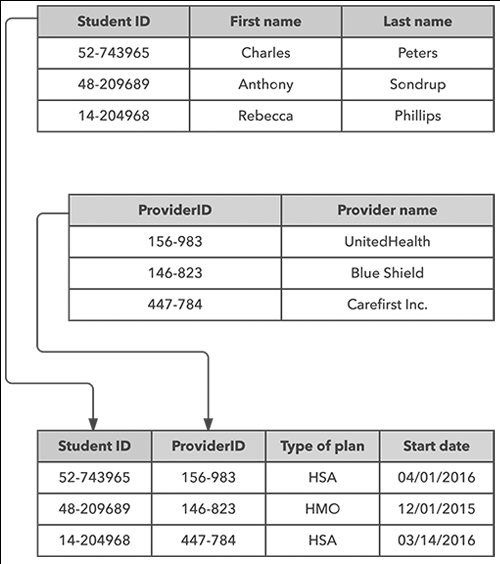 Student ID First name Last name
52-743965 Charles Peters
48-209689 Anthony Sondrup
14-204968 Rebecca Phillips
ProviderID Provider name
156-983 UnitedHealth
146-823 Blue Shield
447-784 Carefirst Inc.
Student ID ProviderID Type of plan Start date
52-743965 156-983 HSA 04/01/2016
48-209689 146-823 HMO 12/01/2015
14-204968 447-784 HSA 03/14/2016